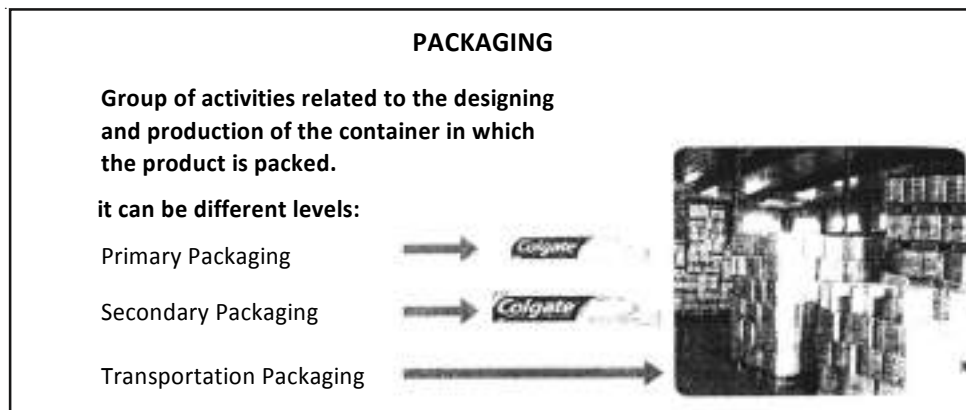 PACKAGING
Group of activities related to the designing
and production of the container in which
the product is packed.
it can be different levels:
Primary Packaging
Colgate
Secondary Packaging
Colgate
Transportation Packaging